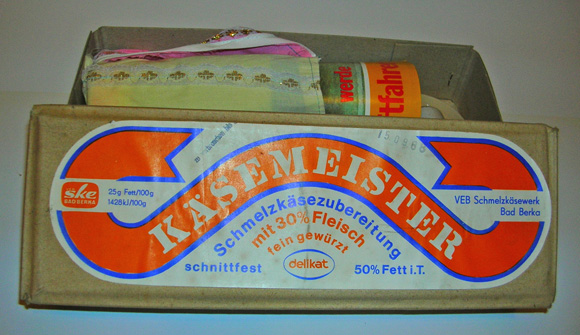 werde
ttfahre
ske
BAD BERKA
25g Fett/100g
1428kJ/100g
KÄSEMEISTER
Schmelzkäsezubereitung
mit 30% Fleisch
fein gewürzt
schnittfest
delikat
50% Fett i.T.
VEB Schmelzkäsewerk
Bad Berka